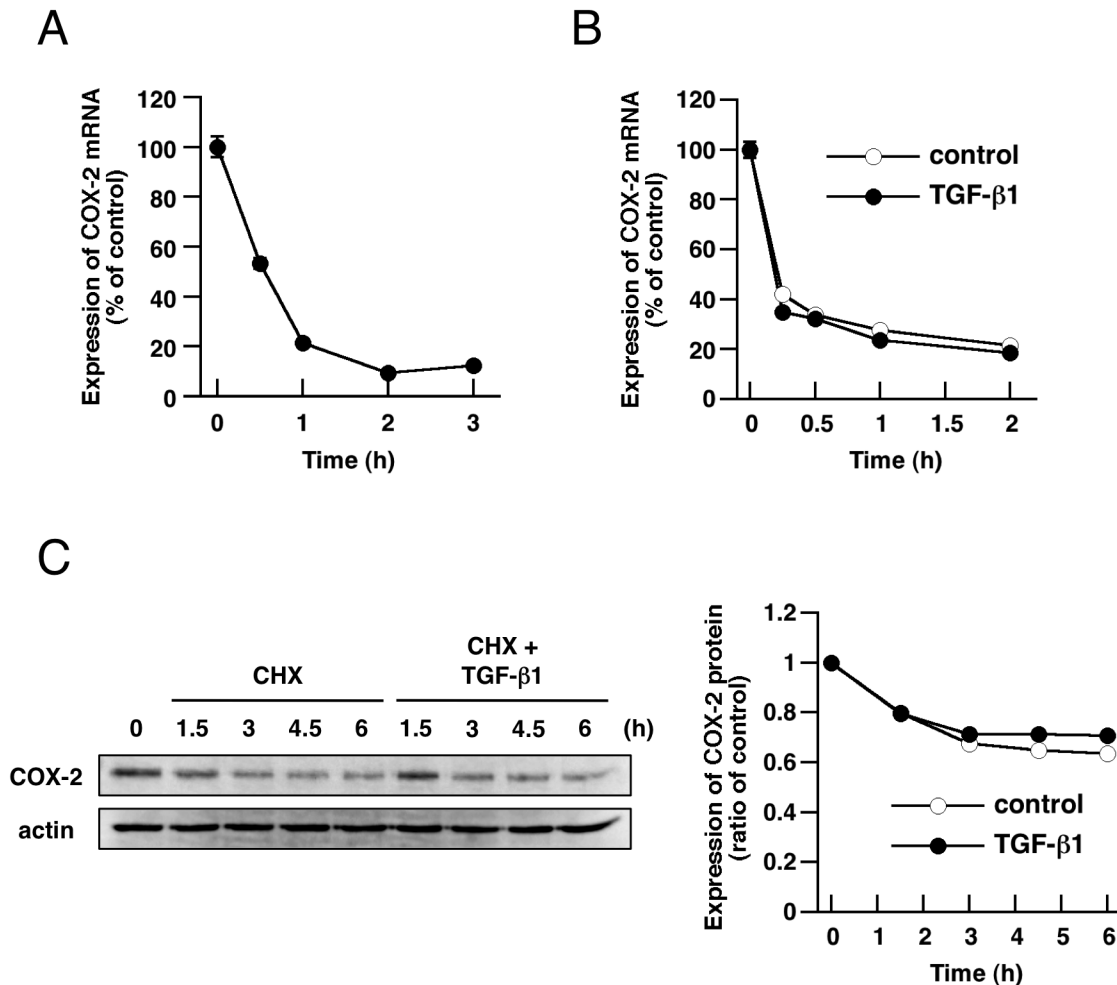 A
Expression of COX-2 mRNA
(% of control)
120
100
80
60
40
20
0
0 1 2 3
Time (h)
B
Expression of COX-2 mRNA
(% of control)
120
100
80
60
40
20
0
control
TGF-β1
0 0.5 1 1.5 2
Time (h)
C
CHX
CHX +
TGF-β1
0 1.5 3 4.5 6 1.5 3 4.5 6 (h)
COX-2
actin
Expression of COX-2 protein
(ratio of control)
1.2
1
0.8
0.6
0.4
0.2
0
control
TGF-β1
0 1 2 3 4 5 6
Time (h)